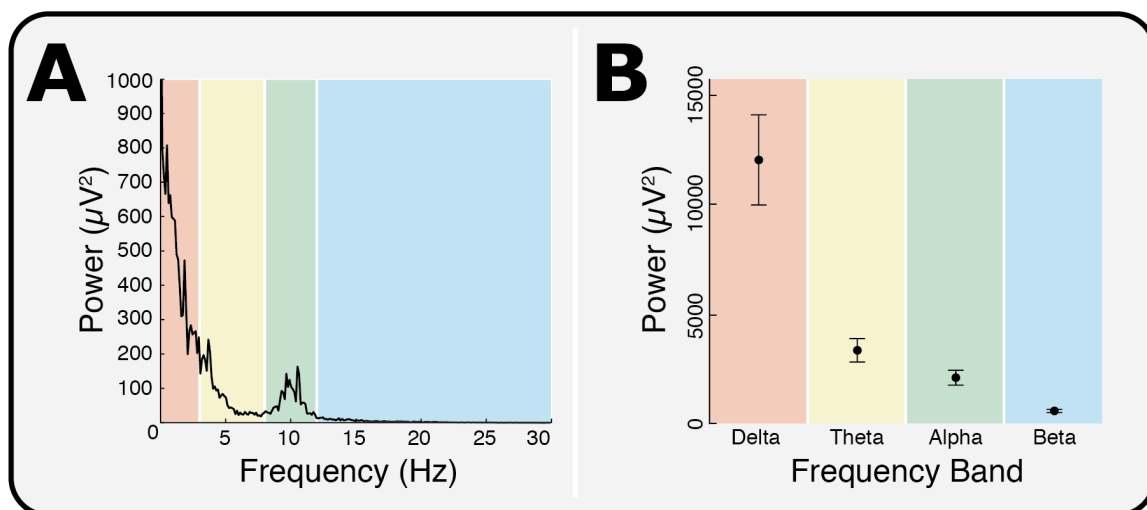 A
1000
900
800
700
600
500
400
300
200
100
0 5 10 15 20 25 30
Power (μV²)
Frequency (Hz)
B
15000
10000
5000
0
Power (μV²)
Delta Theta Alpha Beta
Frequency Band